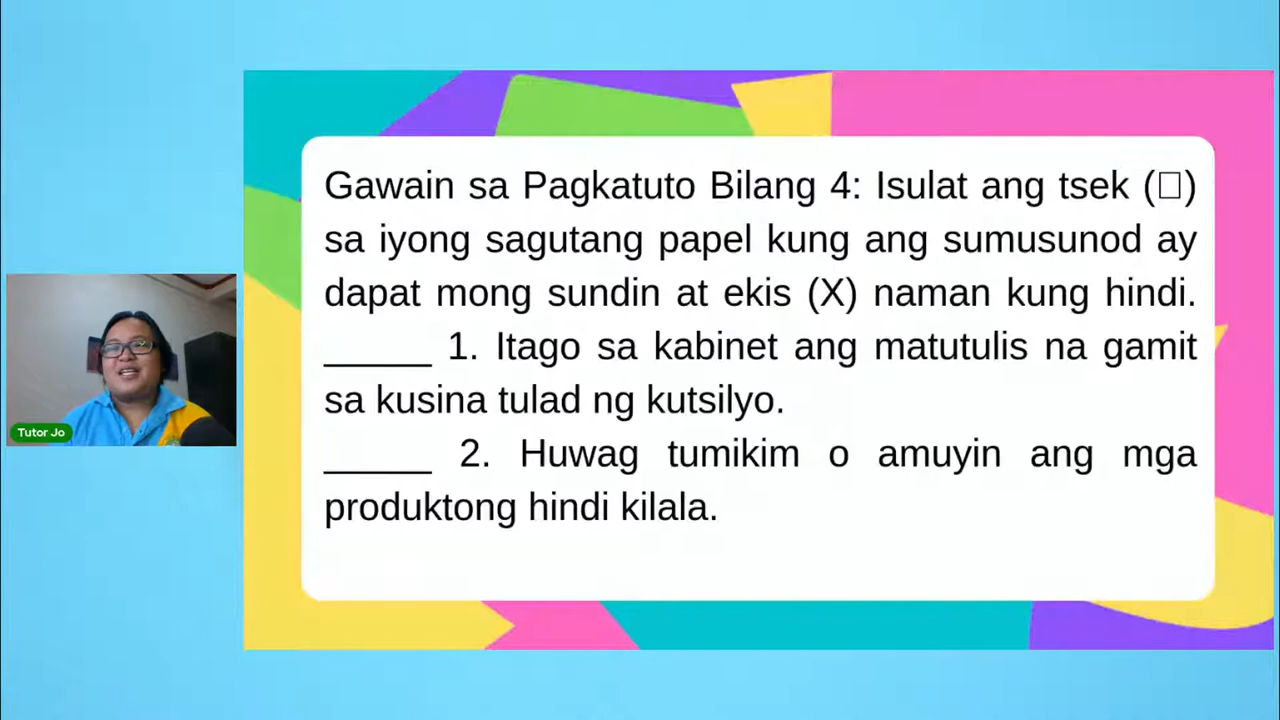 Gawain sa Pagkatuto Bilang 4: Isulat ang tsek (□)
sa iyong sagutang papel kung ang sumusunod ay
dapat mong sundin at ekis (X) naman kung hindi.
_____ 1. Itago sa kabinet ang matutulis na gamit
sa kusina tulad ng kutsilyo.
_____ 2. Huwag tumikim o amuyin ang mga
produktong hindi kilala.
Tutor Jo